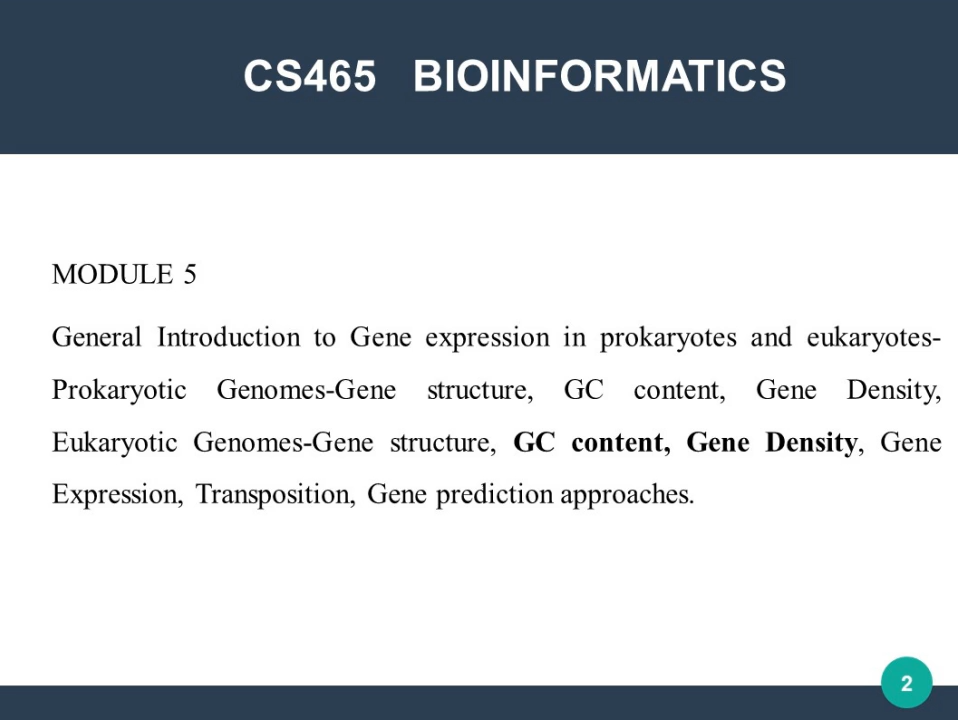 CS465 BIOINFORMATICS
MODULE 5
General Introduction to Gene expression in prokaryotes and eukaryotes-
Prokaryotic Genomes-Gene structure, GC content, Gene Density,
Eukaryotic Genomes-Gene structure, GC content, Gene Density, Gene
Expression, Transposition, Gene prediction approaches.
2